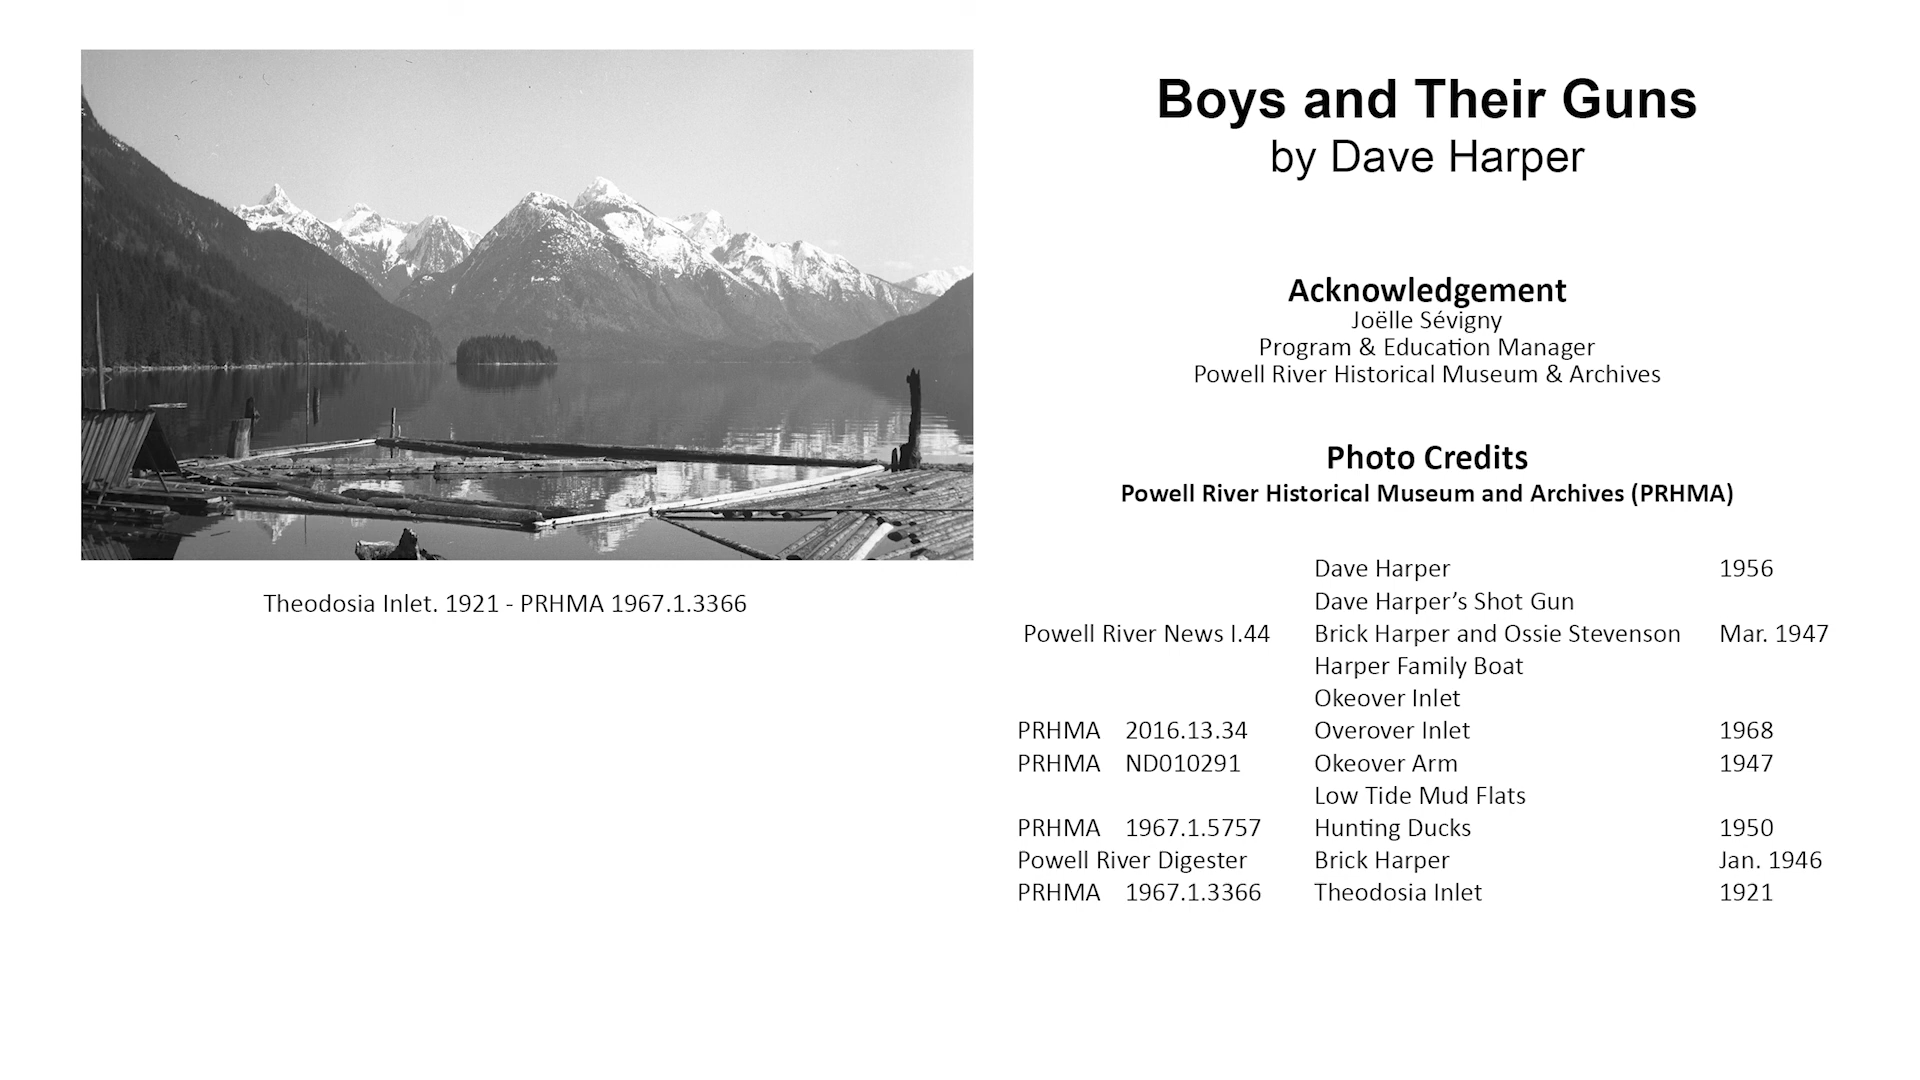 Boys and Their Guns
by Dave Harper
Acknowledgement
Joëlle Sévigny
Program & Education Manager
Powell River Historical Museum & Archives
Photo Credits
Powell River Historical Museum and Archives (PRHMA)
Dave Harper 1956
Dave Harper’s Shot Gun
Powell River News I.44 Brick Harper and Ossie Stevenson Mar. 1947
Harper Family Boat
Okeover Inlet
PRHMA 2016.13.34 Overover Inlet 1968
PRHMA ND010291 Okeover Arm 1947
Low Tide Mud Flats
PRHMA 1967.1.5757 Hunting Ducks 1950
Powell River Digester Brick Harper Jan. 1946
PRHMA 1967.1.3366 Theodosia Inlet 1921
Theodosia Inlet. 1921 - PRHMA 1967.1.3366